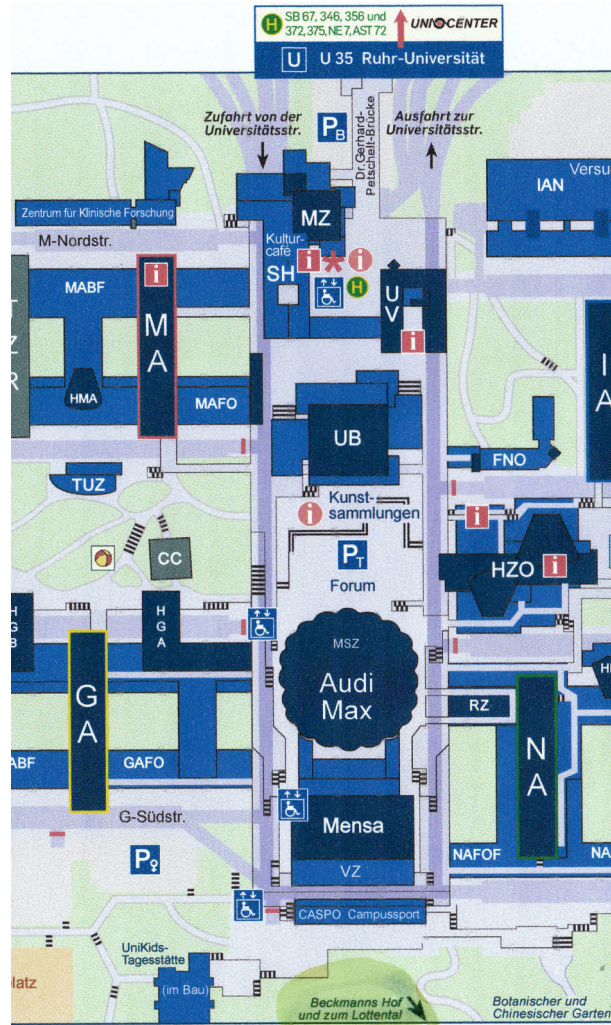 SB 67, 346, 356 und
372, 375, NE 7, AST 72
H
UNICENTER
U
U 35 Ruhr-Universität
Zufahrt von der
Universitätsstr.
P B
Dr. Gerhard-
Petschelt-Brücke
Ausfahrt zur
Universitätsstr.
IAN
Versu
Zentrum für Klinische Forschung
M-Nordstr.
MZ
Kultur-
café
SH
i
*
i
H
UV
i
MABF
i
MA
TZR
HMA
MAFO
IA
UB
FNO
TUZ
i
Kunst-
sammlungen
i
CC
P T
Forum
HZO
i
HGB
HGA
MSZ
Audi
Max
RZ
H
GA
NA
ABF
GAFO
G-Südstr.
Mensa
NAFOF
NA
VZ
P
CASPO Campussport
UniKids-
Tagesstätte
(im Bau)
platz
Beckmanns Hof
und zum Lottental
Botanischer und
Chinesischer Garten